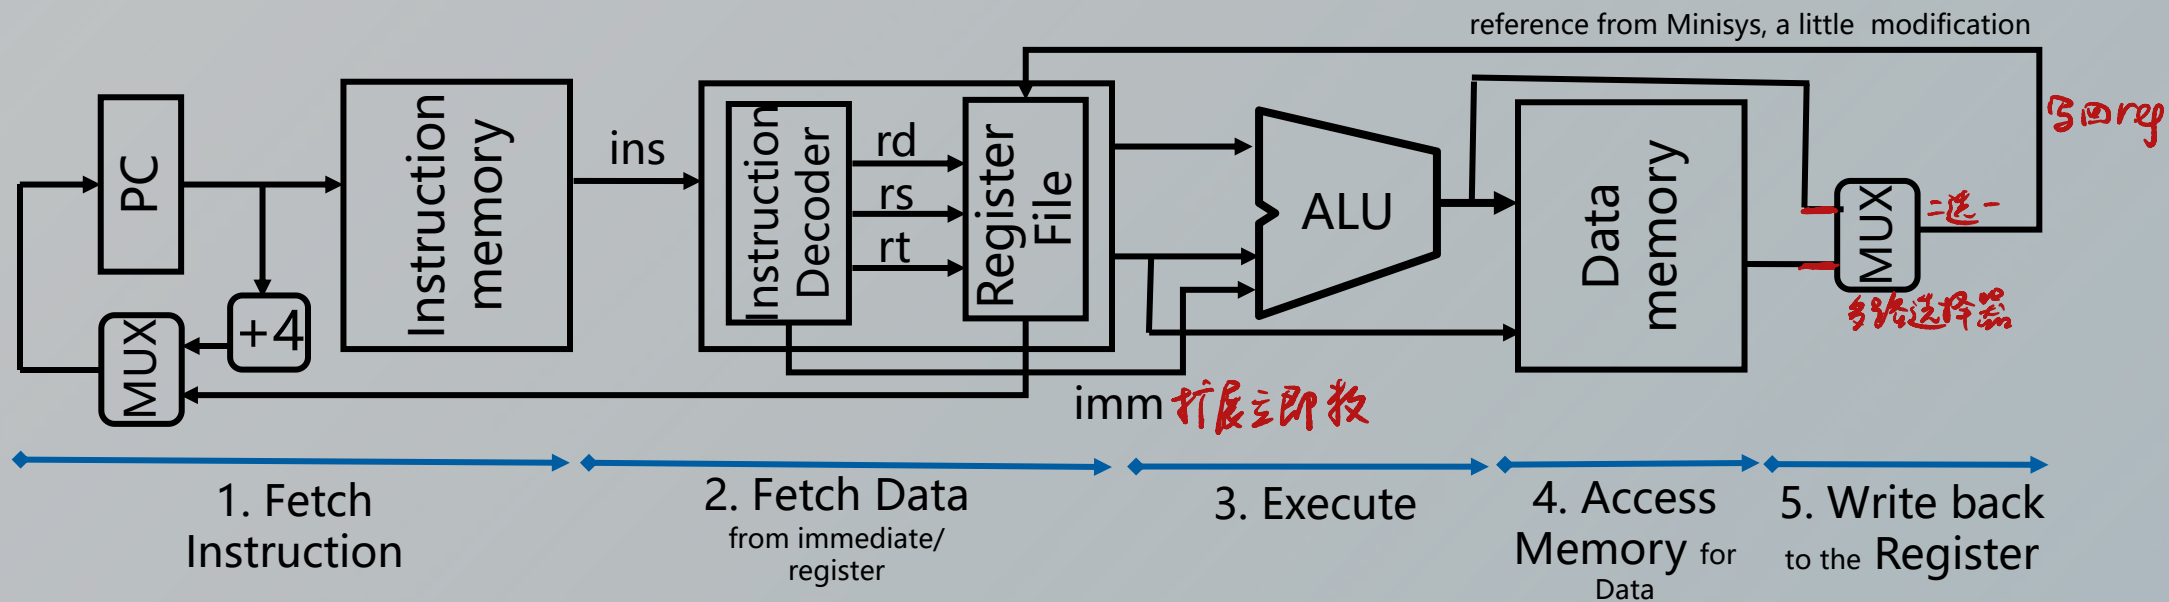 reference from Minisys, a little modification
写回reg
PC
Instruction
memory
ins
Instruction
Decoder
rd
rs
rt
Register
File
ALU
Data
memory
MUX
二选一
多路选择器
+4
MUX
imm 扩展立即数
1. Fetch
Instruction
2. Fetch Data
from immediate/
register
3. Execute
4. Access
Memory for
Data
5. Write back
to the Register